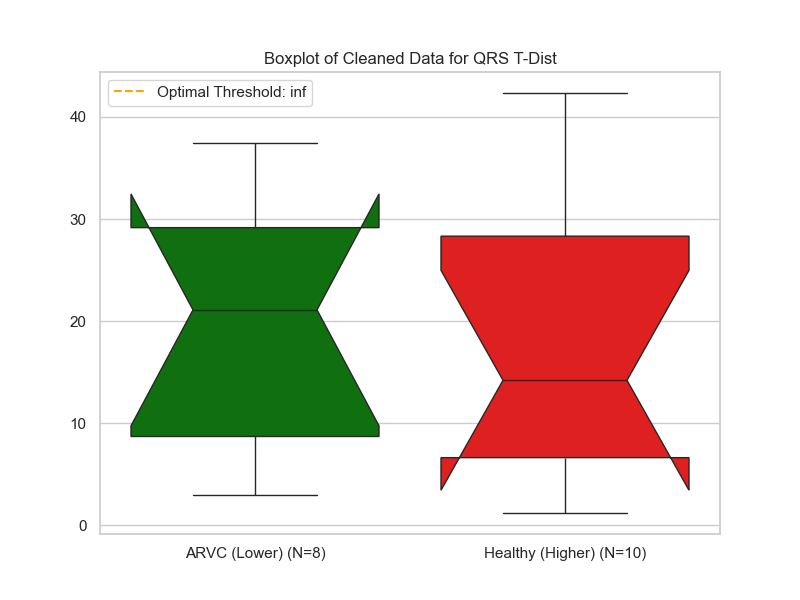 Boxplot of Cleaned Data for QRS T-Dist
Optimal Threshold: inf
40
30
20
10
0
ARVC (Lower) (N=8)
Healthy (Higher) (N=10)